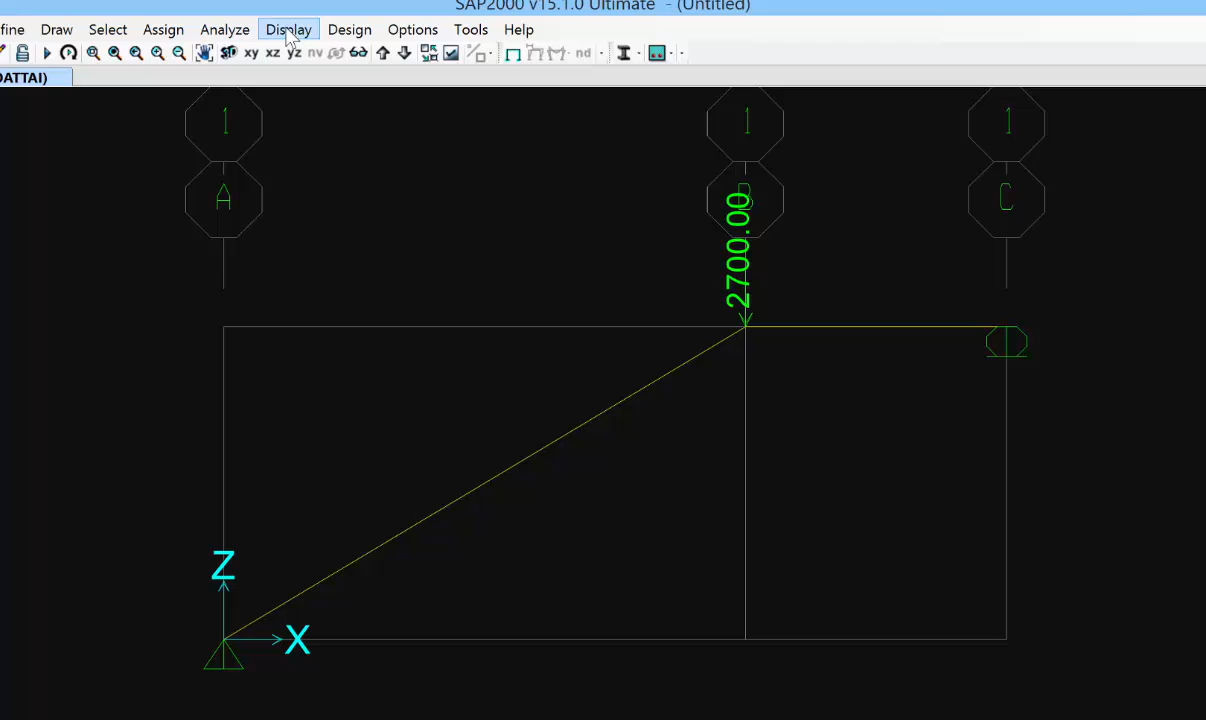 SAP2000 v15.1.0 Ultimate - (Untitled)
fine Draw Select Assign Analyze Display Design Options Tools Help
3D xy xz yz nv nd
DATTAI)
1 1 1
A B C
2700.00
Z
X